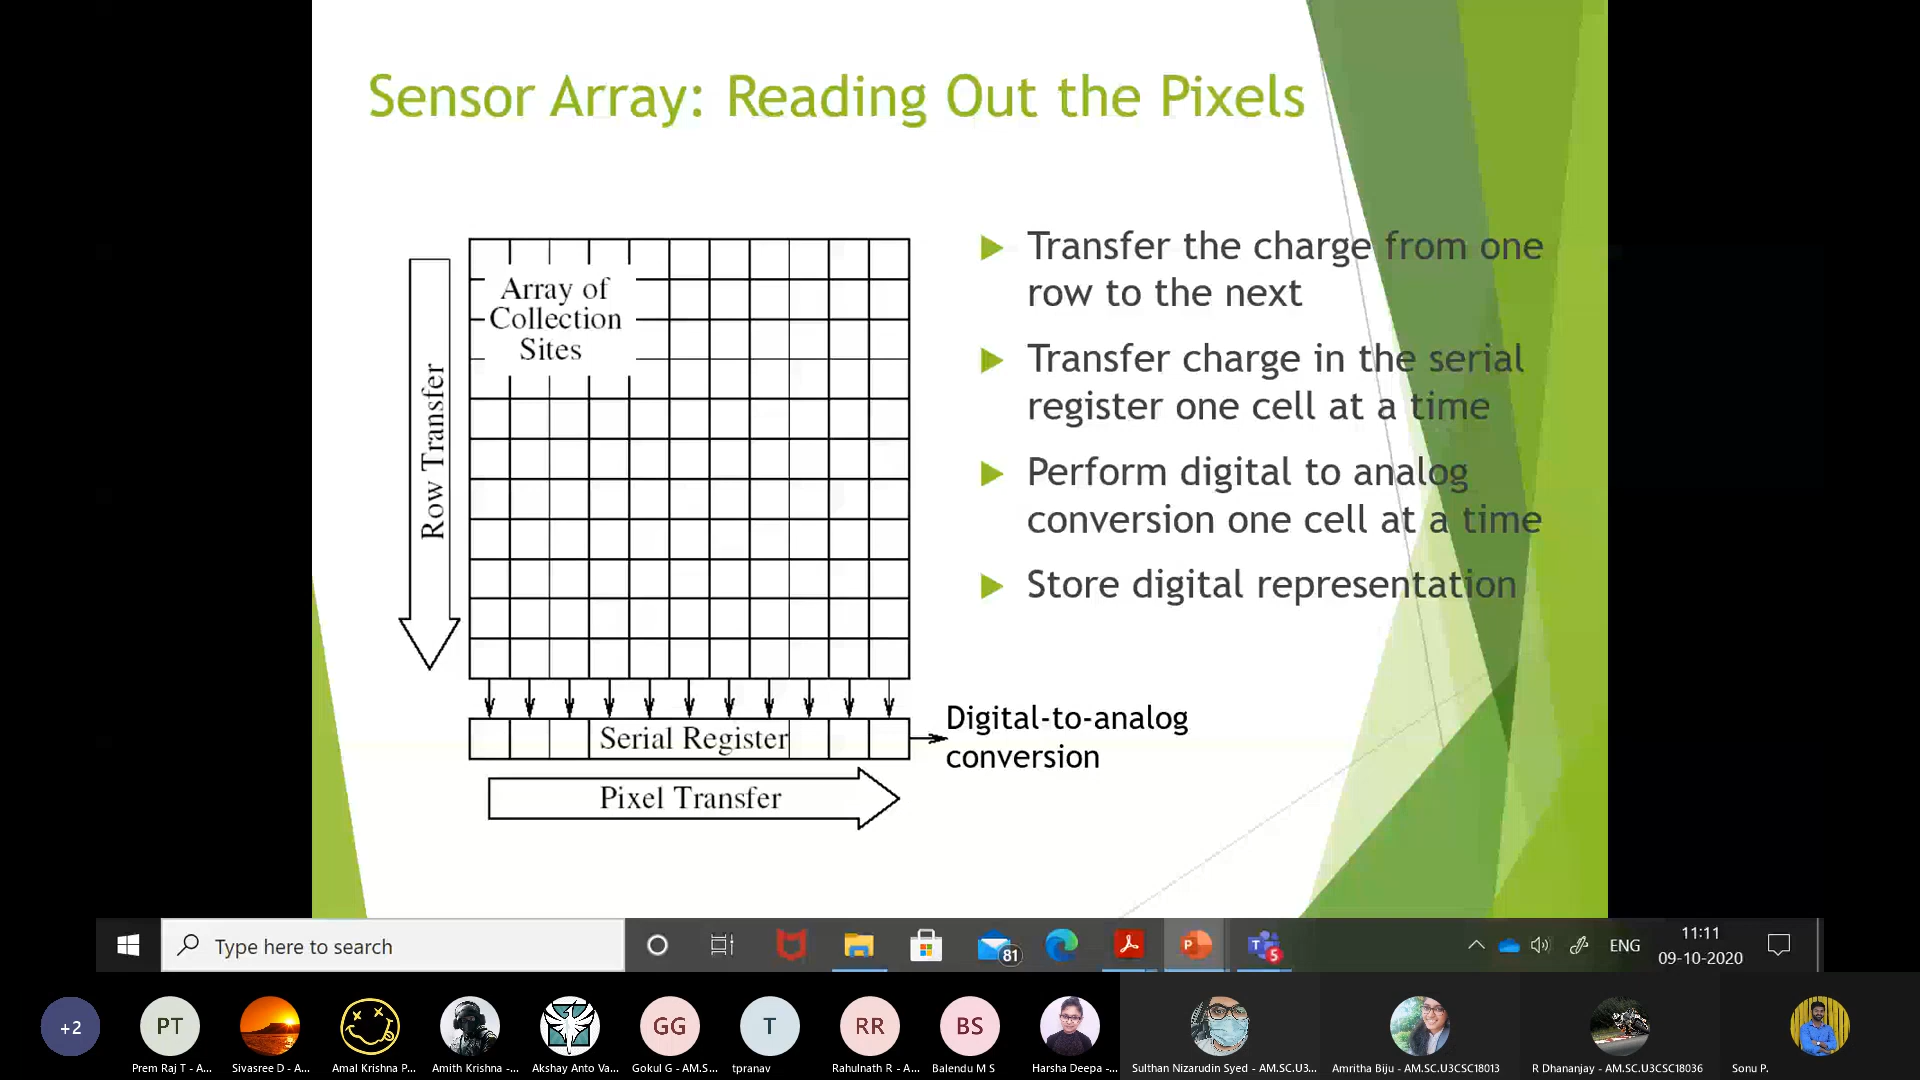 Sensor Array: Reading Out the Pixels
Array of
Collection
Sites
Row Transfer
Serial Register
Pixel Transfer
Digital-to-analog
conversion
Transfer the charge from one
row to the next
Transfer charge in the serial
register one cell at a time
Perform digital to analog
conversion one cell at a time
Store digital representation
Type here to search
81
P
T
5
ENG
11:11
09-10-2020
+2
PT
GG
T
RR
BS
Prem Raj T - A...
Sivasree D - A...
Amal Krishna P...
Amith Krishna -...
Akshay Anto Va...
Gokul G - AM.S...
tpranav
Rahulnath R - A...
Balendu M S
Harsha Deepa -...
Sulthan Nizarudin Syed - AM.SC.U3...
Amritha Biju - AM.SC.U3CSC18013
R Dhananjay - AM.SC.U3CSC18036
Sonu P.